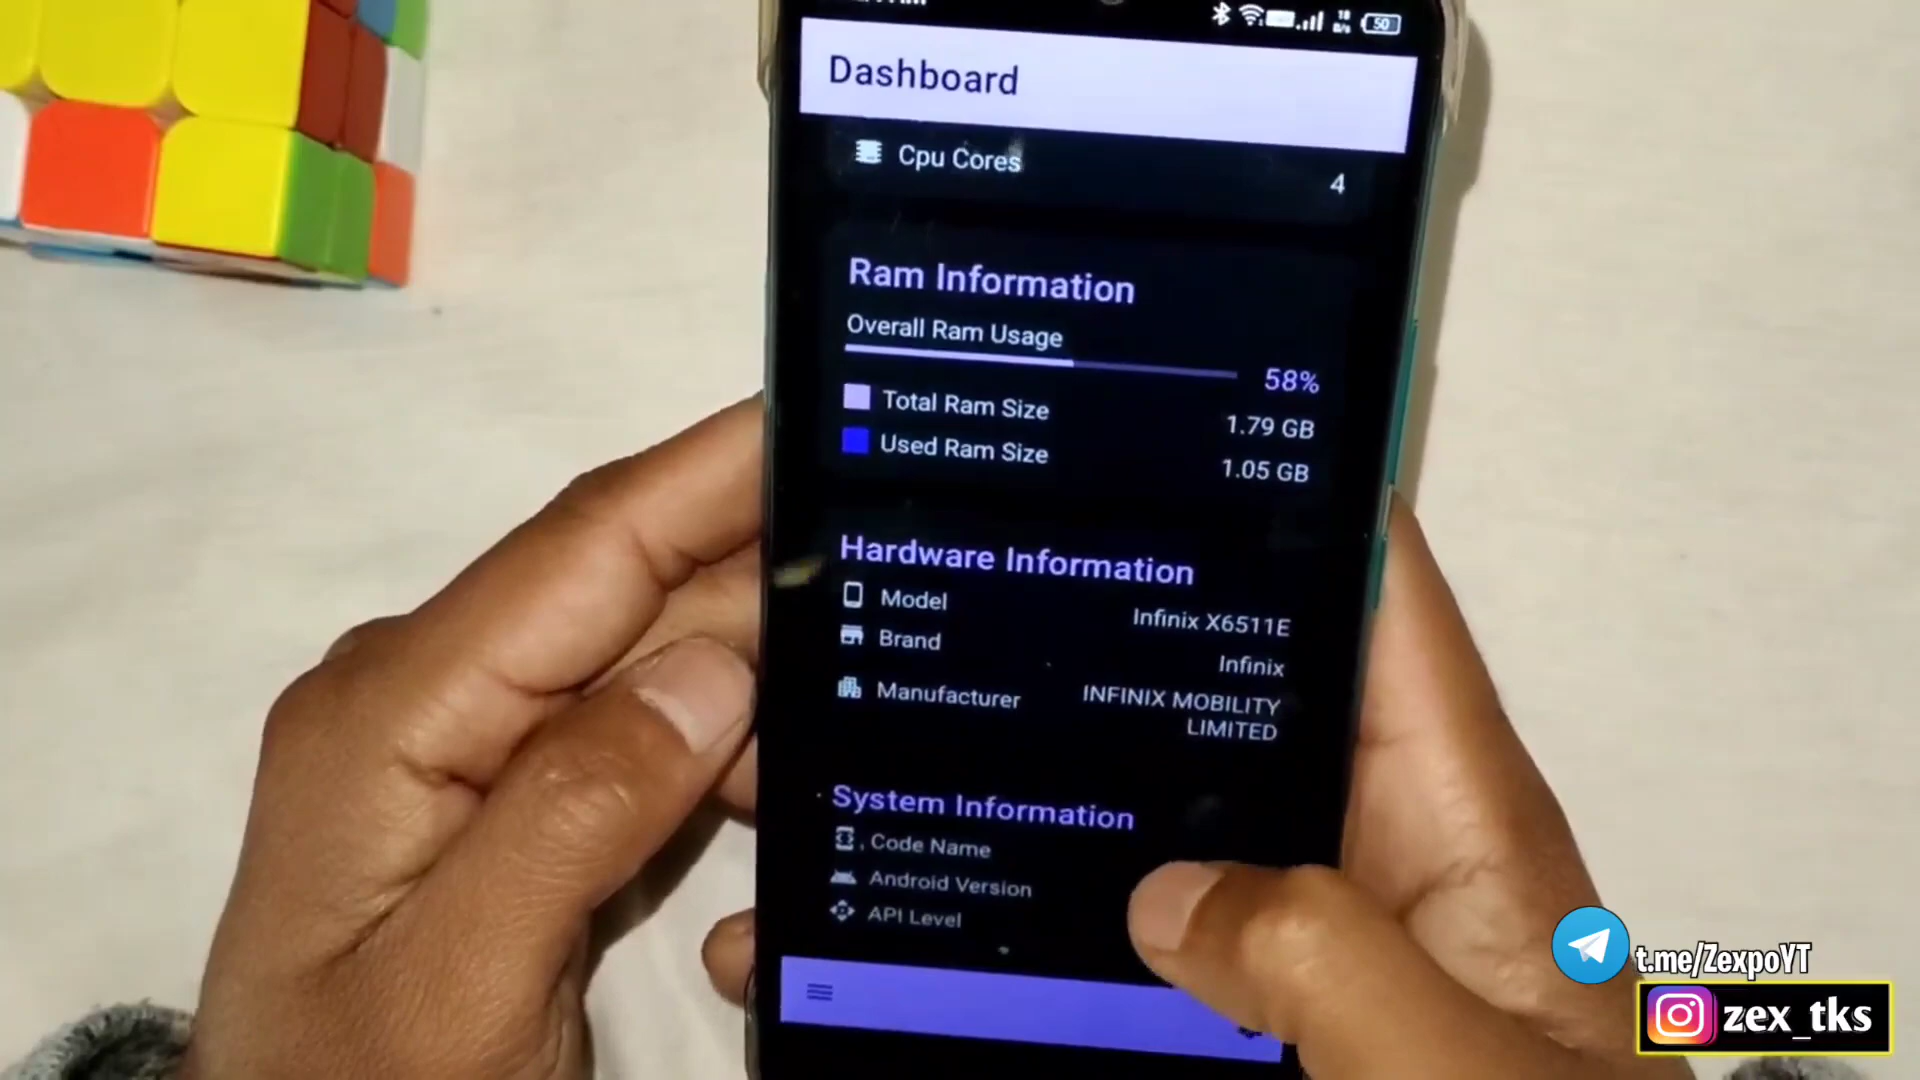 50
Dashboard
Cpu Cores
4
Ram Information
Overall Ram Usage
58%
Total Ram Size
1.79 GB
Used Ram Size
1.05 GB
Hardware Information
Model
Infinix X6511E
Brand
Infinix
Manufacturer
INFINIX MOBILITY
LIMITED
System Information
Code Name
Android Version
API Level
t.me/ZexpoYT
zex_tks